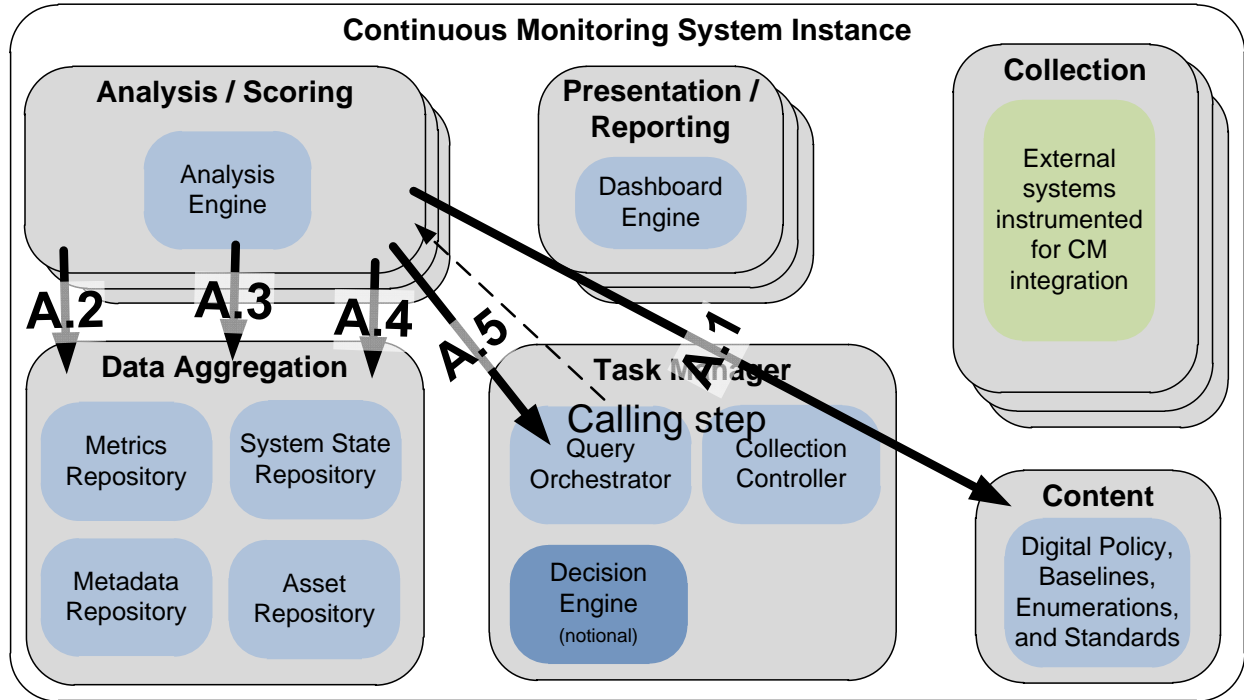 Continuous Monitoring System Instance
Analysis / Scoring
Analysis
Engine
Presentation /
Reporting
Dashboard
Engine
Collection
External
systems
instrumented
for CM
integration
A.2
A.3
A.4
A.5
A.1
Data Aggregation
Metrics
Repository
System State
Repository
Metadata
Repository
Asset
Repository
Task Manager
Calling step
Query
Orchestrator
Collection
Controller
Decision
Engine
(notional)
Content
Digital Policy,
Baselines,
Enumerations,
and Standards